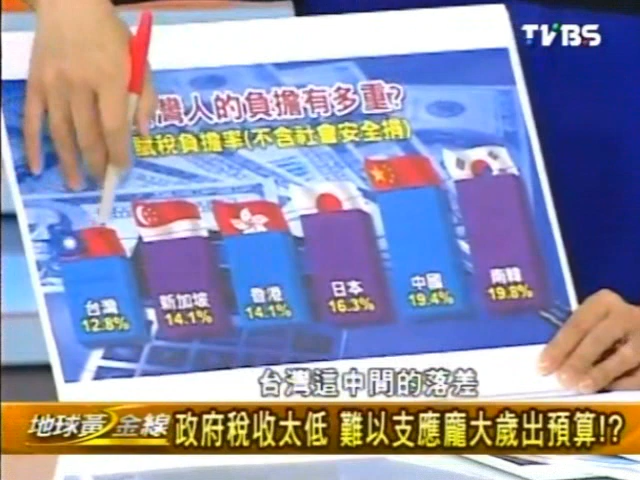 TVBS
灣人的負擔有多重?
賦稅負擔率(不含社會安全捐)
台灣
12.8%
新加坡
14.1%
香港
14.1%
日本
16.3%
中國
19.4%
南韓
19.8%
台灣這中間的落差
地球黃金線
政府稅收太低 難以支應龐大歲出預算!?